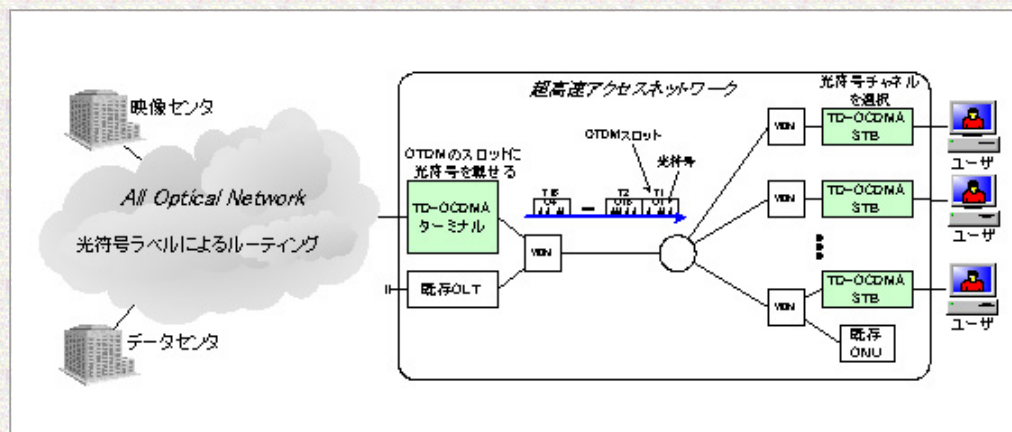 映像センタ
All Optical Network
光符号ラベルによるルーティング
データセンタ
超高速アクセスネットワーク
OTDMのスロットに
光符号を載せる
TD-OCDMA
ターミナル
既存OLT
OTDMスロット
光符号
T2
T1
光符号チャネル
を選択
TD-OCDMA
STB
ユーザ
TD-OCDMA
STB
ユーザ
TD-OCDMA
STB
ユーザ
既存
ONU